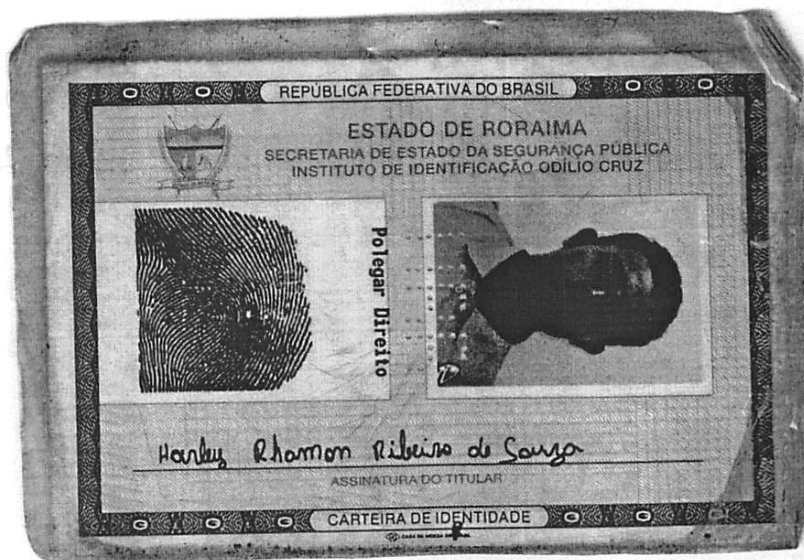 REPÚBLICA FEDERATIVA DO BRASIL
ESTADO DE RORAIMA
SECRETARIA DE ESTADO DA SEGURANÇA PÚBLICA
INSTITUTO DE IDENTIFICAÇÃO ODÍLIO CRUZ
Polegar Direito
Harley Rhamon Ribeiro de Souza
ASSINATURA DO TITULAR
CARTEIRA DE IDENTIDADE